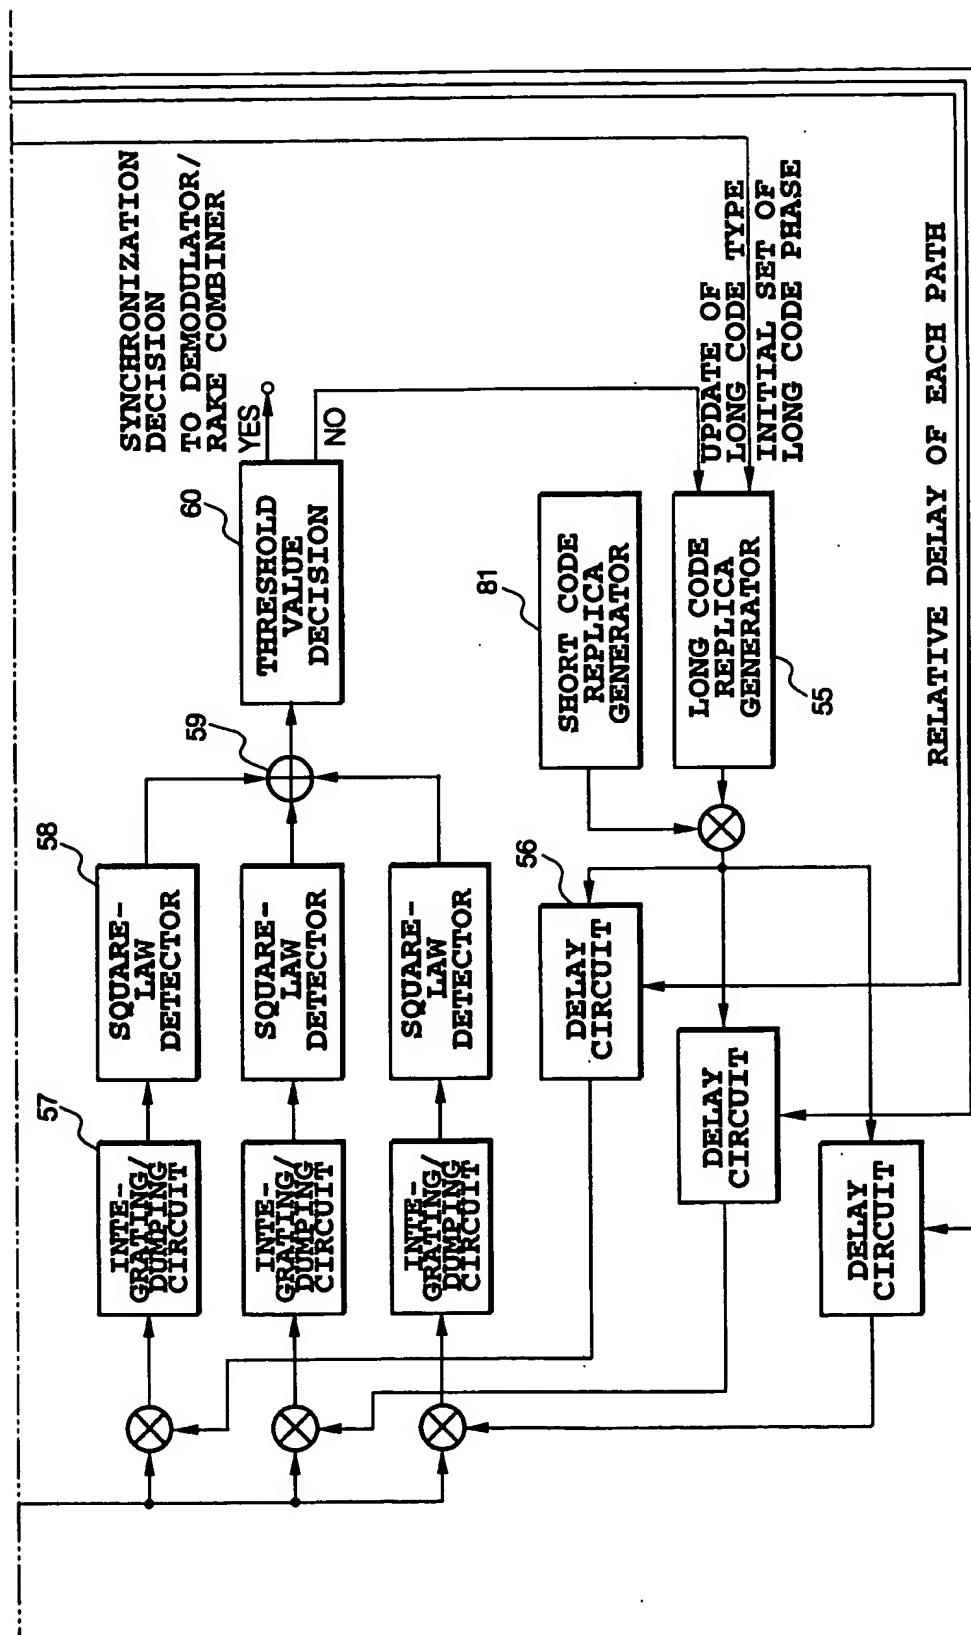 SYNCHRONIZATION
DECISION
TO DEMODULATOR/
RAKE COMBINER
YES
NO
60
THRESHOLD
VALUE
DECISION
59
58
SQUARE-
LAW
DETECTOR
SQUARE-
LAW
DETECTOR
SQUARE-
LAW
DETECTOR
57
INTE-
GRATING/
DUMPING
CIRCUIT
INTE-
GRATING/
DUMPING
CIRCUIT
INTE-
GRATING/
DUMPING
CIRCUIT
UPDATE OF
LONG CODE TYPE
INITIAL SET OF
LONG CODE PHASE
81
SHORT CODE
REPLICA
GENERATOR
LONG CODE
REPLICA
GENERATOR
55
56
DELAY
CIRCUIT
DELAY
CIRCUIT
DELAY
CIRCUIT
RELATIVE DELAY OF EACH PATH